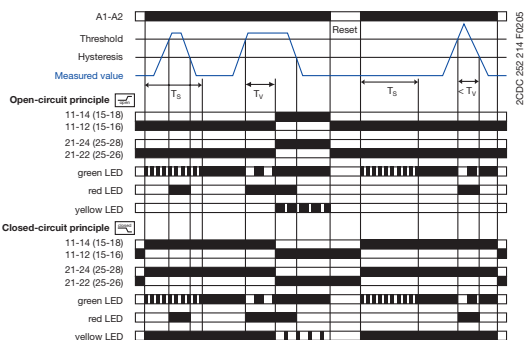 A1-A2
Reset
Threshold
Hysteresis
Measured value
TS
TV
TS
< TV
Open-circuit principle open
11-14 (15-18)
11-12 (15-16)
21-24 (25-28)
21-22 (25-26)
green LED
red LED
yellow LED
Closed-circuit principle closed
11-14 (15-18)
11-12 (15-16)
21-24 (25-28)
21-22 (25-26)
green LED
red LED
yellow LED
2CDC 252 214 F0205